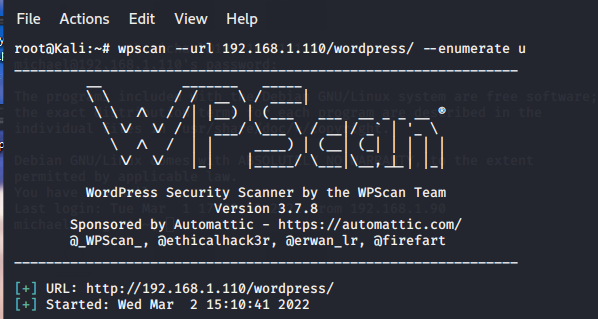 File Actions Edit View Help
root@Kali:~# wpscan --url 192.168.1.110/wordpress/ --enumerate u
WPScan ®
WordPress Security Scanner by the WPScan Team
Version 3.7.8
Sponsored by Automattic - https://automattic.com/
@_WPScan_, @ethicalhack3r, @erwan_lr, @firefart
[+] URL: http://192.168.1.110/wordpress/
[+] Started: Wed Mar  2 15:10:41 2022